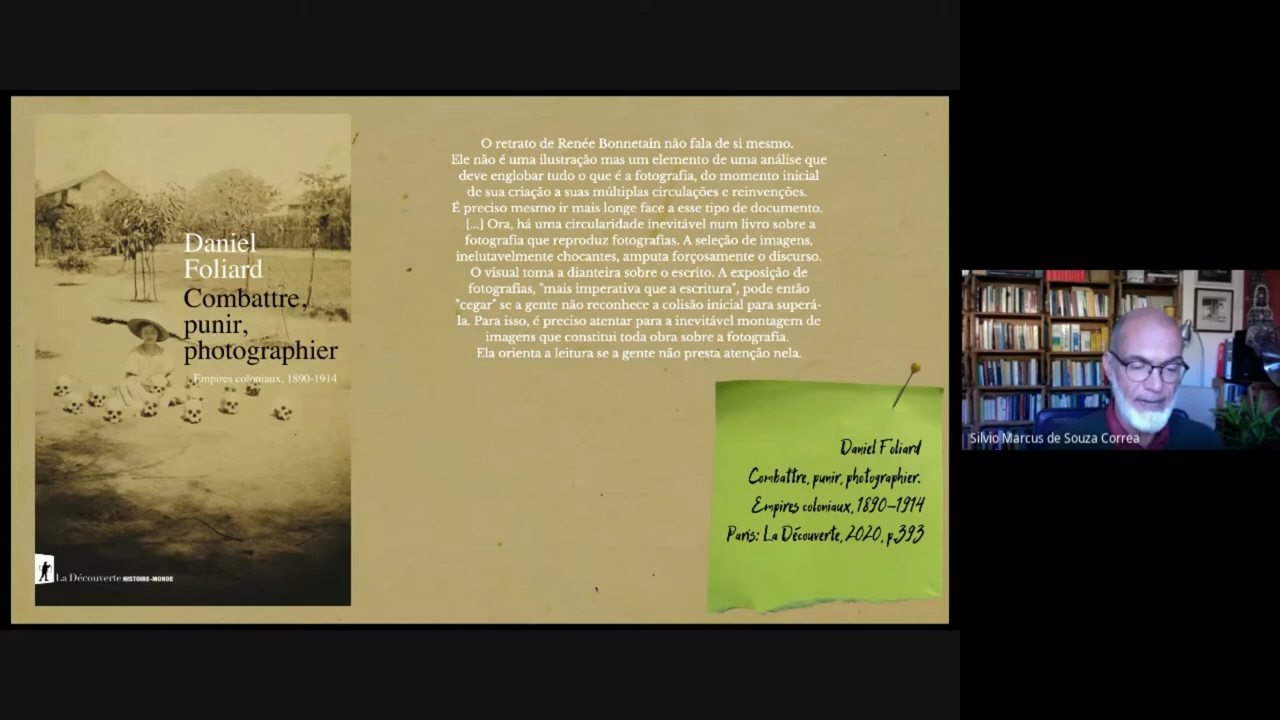 Daniel
Foliard
Combattre,
punir,
photographier
Empires coloniaux, 1890-1914
La Découverte HISTOIRE-MONDE
O retrato de Renée Bonnetain não fala de si mesmo.
Ele não é uma ilustração mas um elemento de uma análise que
deve englobar tudo o que é a fotografia, do momento inicial
de sua criação a suas múltiplas circulações e reinvenções.
É preciso mesmo ir mais longe face a esse tipo de documento.
[...] Ora, há uma circularidade inevitável num livro sobre a
fotografia que reproduz fotografias. A seleção de imagens,
inelutavelmente chocantes, amputa forçosamente o discurso.
O visual toma a dianteira sobre o escrito. A exposição de
fotografias, "mais imperativa que a escritura", pode então
"cegar" se a gente não reconhece a colisão inicial para superá-
la. Para isso, é preciso atentar para a inevitável montagem de
imagens que constitui toda obra sobre a fotografia.
Ela orienta a leitura se a gente não presta atenção nela.
Daniel Foliard
Combattre, punir, photographier.
Empires coloniaux, 1890-1914
Paris: La Découverte, 2020, p.393
Silvio Marcus de Souza Correa